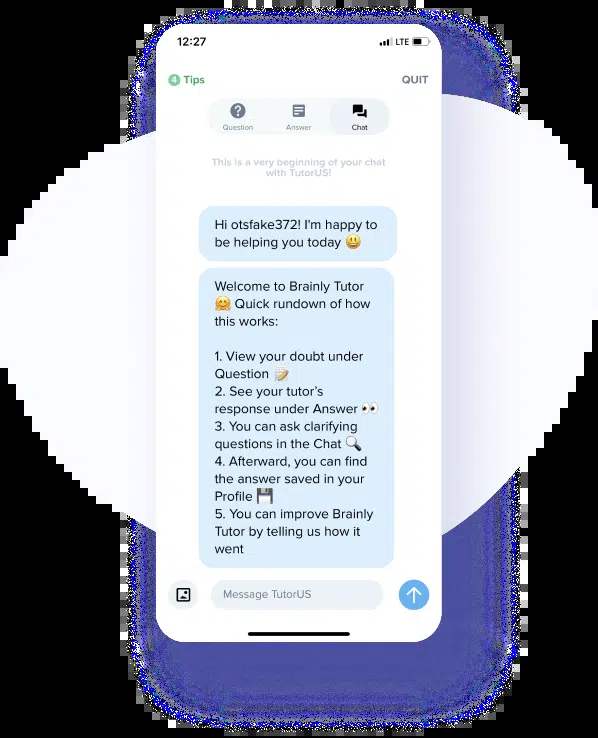 12:27 LTE
4 Tips QUIT
Question Answer Chat
This is a very beginning of your chat
with TutorUS!
Hi otsfake372! I'm happy to
be helping you today 😃
Welcome to Brainly Tutor
🤗 Quick rundown of how
this works:
1. View your doubt under
Question 📝
2. See your tutor's
response under Answer 👀
3. You can ask clarifying
questions in the Chat 🔍
4. Afterward, you can find
the answer saved in your
Profile 💾
5. You can improve Brainly
Tutor by telling us how it
went
Message TutorUS